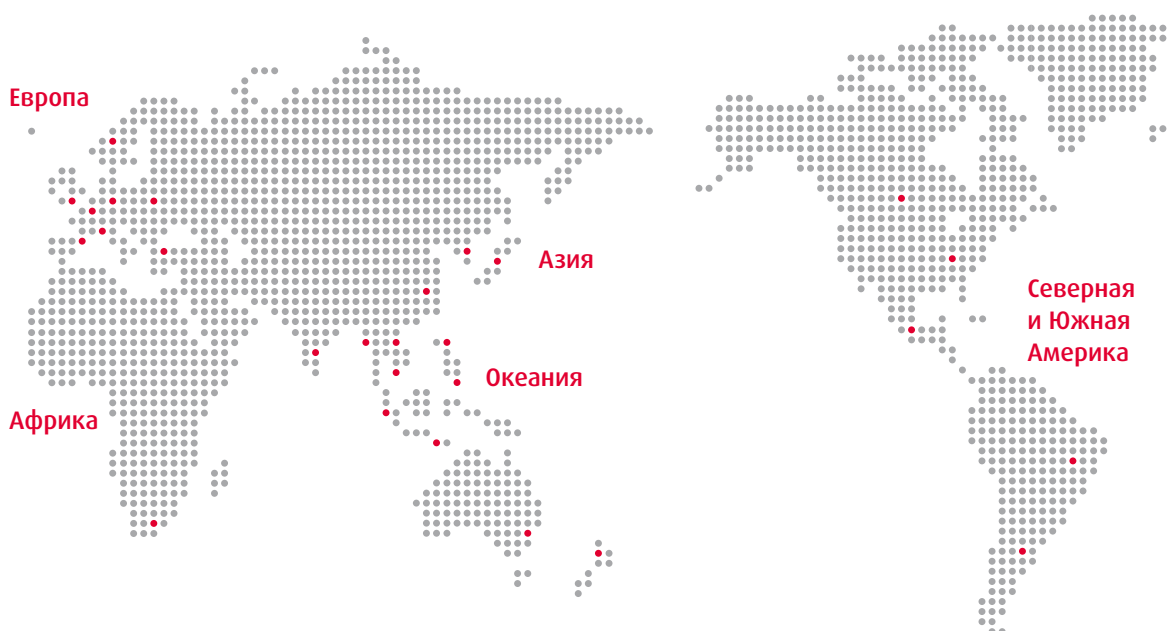 Европа
Азия
Северная
и Южная
Америка
Океания
Африка